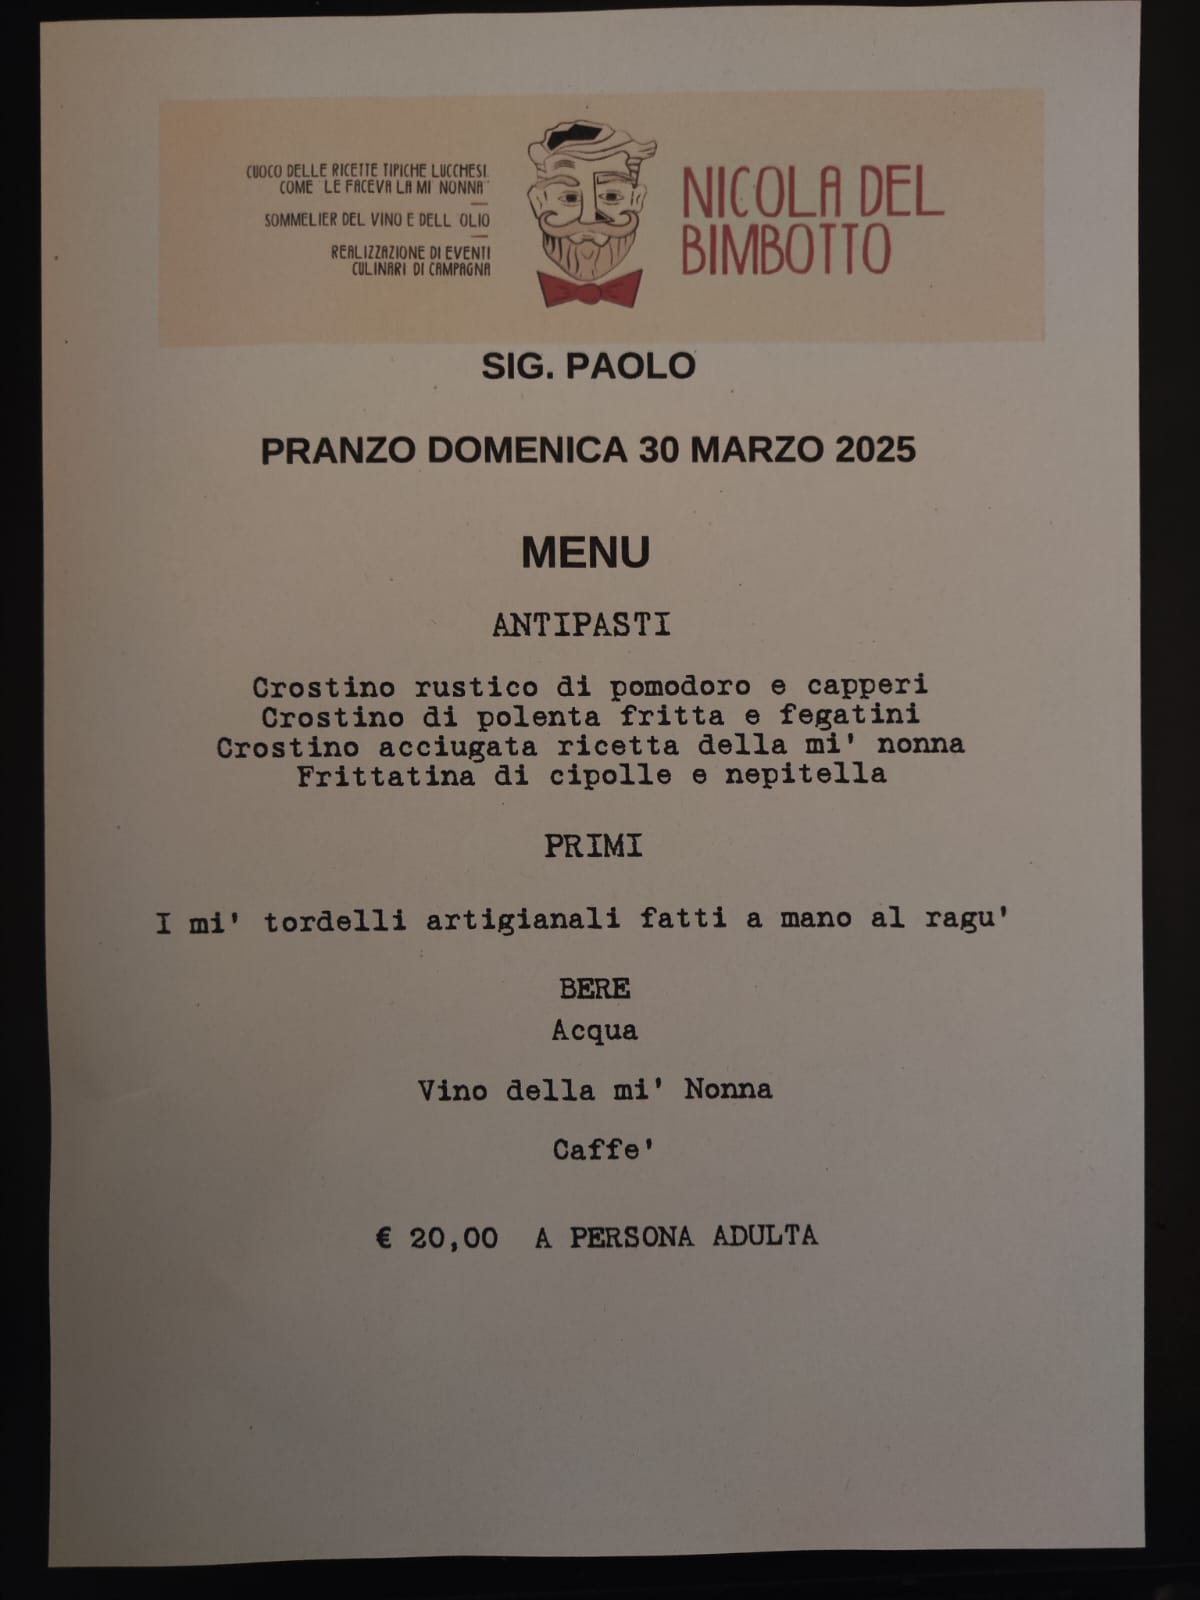 CUOCO DELLE RICETTE TIPICHE LUCCHESI.
COME "LE FACEVA LA MI' NONNA"
SOMMELIER DEL VINO E DELL' OLIO
REALIZZAZIONE DI EVENTI
CULINARI DI CAMPAGNA
NICOLA DEL
BIMBOTTO
SIG. PAOLO
PRANZO DOMENICA 30 MARZO 2025
MENU
ANTIPASTI
Crostino rustico di pomodoro e capperi
Crostino di polenta fritta e fegatini
Crostino acciugata ricetta della mi' nonna
Frittatina di cipolle e nepitella
PRIMI
I mi' tordelli artigianali fatti a mano al ragu'
BERE
Acqua
Vino della mi' Nonna
Caffe'
€ 20,00 A PERSONA ADULTA